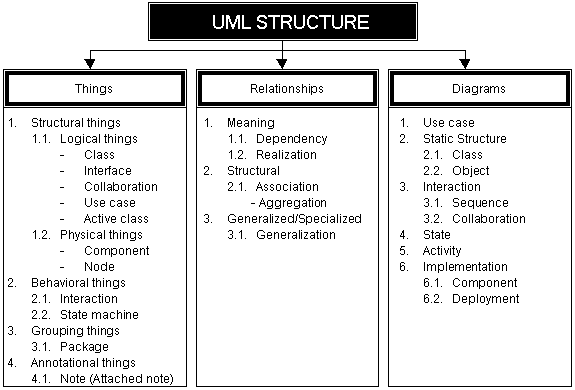 UML STRUCTURE
Things
1. Structural things
1.1. Logical things
- Class
- Interface
- Collaboration
- Use case
- Active class
1.2. Physical things
- Component
- Node
2. Behavioral things
2.1. Interaction
2.2. State machine
3. Grouping things
3.1. Package
4. Annotational things
4.1. Note (Attached note)
Relationships
1. Meaning
1.1. Dependency
1.2. Realization
2. Structural
2.1. Association
- Aggregation
3. Generalized/Specialized
3.1. Generalization
Diagrams
1. Use case
2. Static Structure
2.1. Class
2.2. Object
3. Interaction
3.1. Sequence
3.2. Collaboration
4. State
5. Activity
6. Implementation
6.1. Component
6.2. Deployment